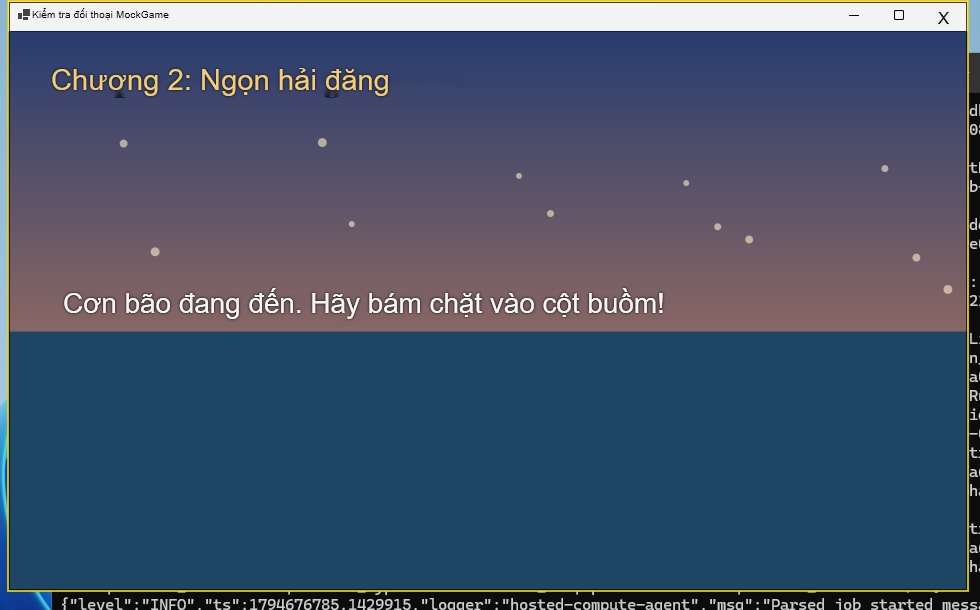 Kiểm tra đối thoại MockGame
Chương 2: Ngọn hải đăng
Cơn bão đang đến. Hãy bám chặt vào cột buồm!
{"level":"INFO","ts":1794676785.1429915,"logger":"hosted-compute-agent","msg":"Parsed job started mes